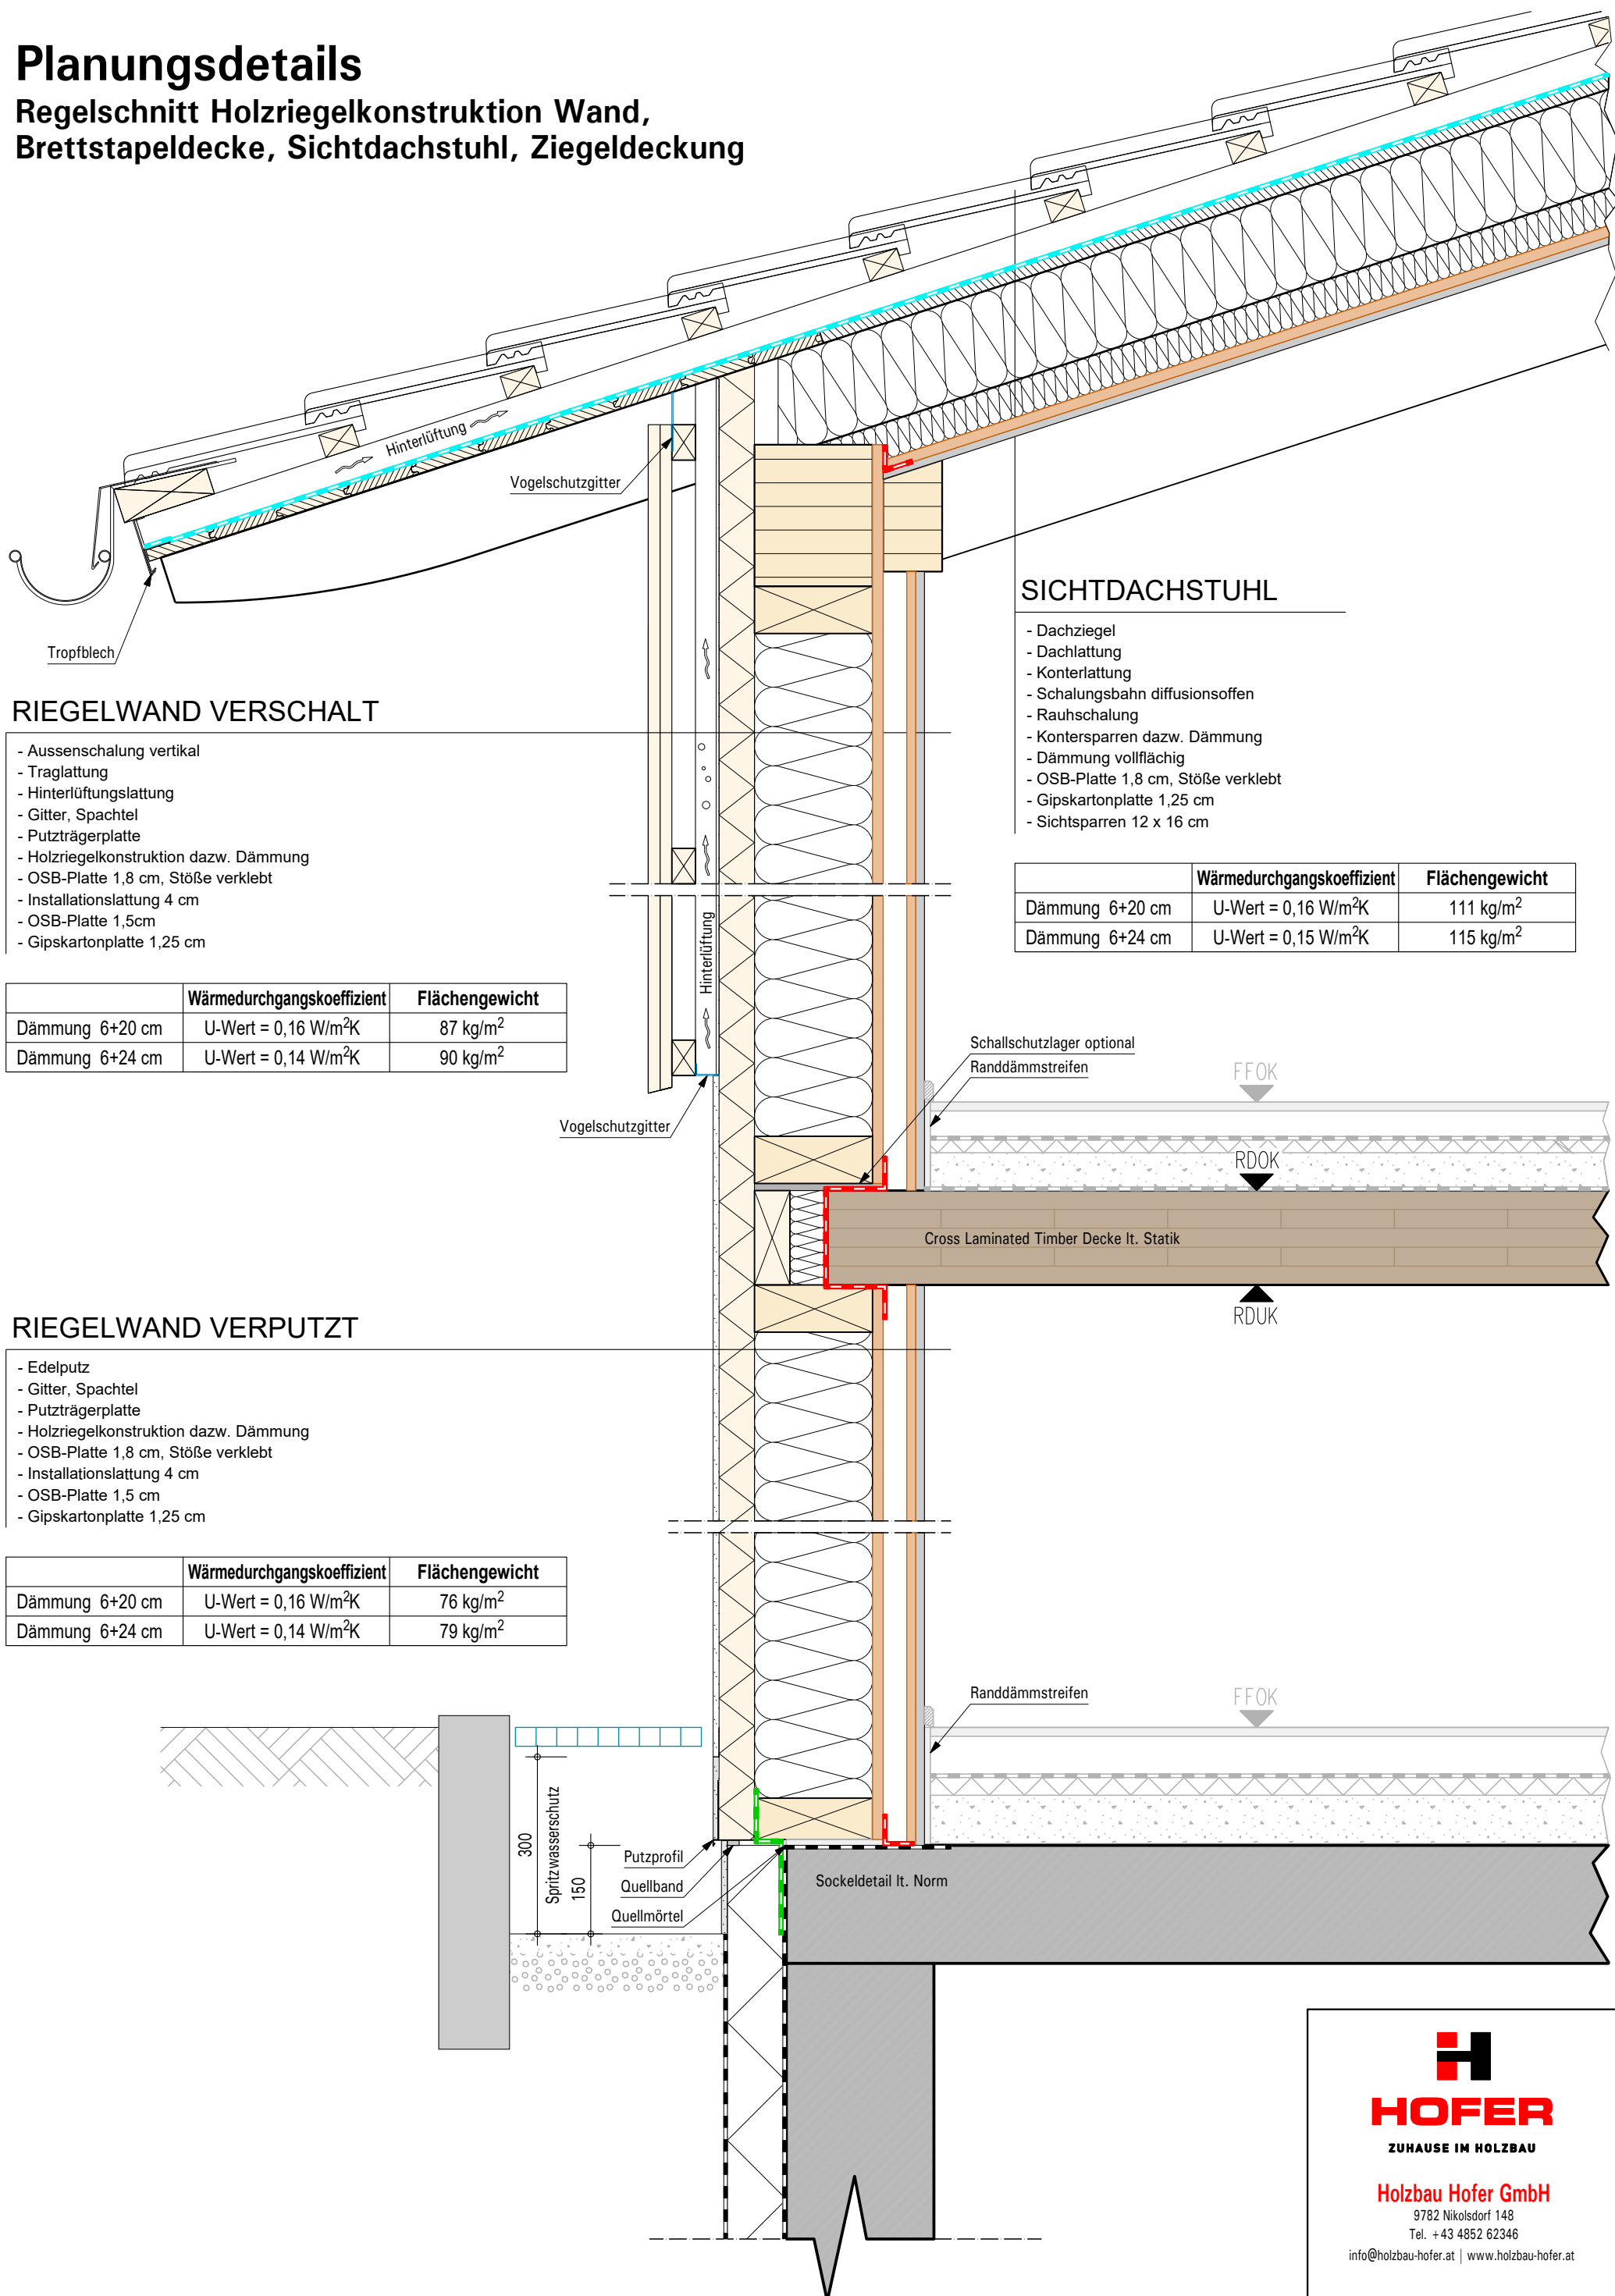 Planungsdetails
Regelschnitt Holzriegelkonstruktion Wand,
Brettstapeldecke, Sichtdachstuhl, Ziegeldeckung
Hinterlüftung
Vogelschutzgitter
Tropfblech
SICHTDACHSTUHL
- Dachziegel
- Dachlattung
- Konterlattung
- Schalungsbahn diffusionsoffen
- Rauhschalung
- Kontersparren dazw. Dämmung
- Dämmung vollflächig
- OSB-Platte 1,8 cm, Stöße verklebt
- Gipskartonplatte 1,25 cm
- Sichtsparren 12 x 16 cm
Wärmedurchgangskoeffizient Flächengewicht
Dämmung 6+20 cm U-Wert = 0,16 W/m²K 111 kg/m²
Dämmung 6+24 cm U-Wert = 0,15 W/m²K 115 kg/m²
RIEGELWAND VERSCHALT
- Aussenschalung vertikal
- Traglattung
- Hinterlüftungslattung
- Gitter, Spachtel
- Putzträgerplatte
- Holzriegelkonstruktion dazw. Dämmung
- OSB-Platte 1,8 cm, Stöße verklebt
- Installationslattung 4 cm
- OSB-Platte 1,5cm
- Gipskartonplatte 1,25 cm
Wärmedurchgangskoeffizient Flächengewicht
Dämmung 6+20 cm U-Wert = 0,16 W/m²K 87 kg/m²
Dämmung 6+24 cm U-Wert = 0,14 W/m²K 90 kg/m²
Hinterlüftung
Vogelschutzgitter
Schallschutzlager optional
Randdämmstreifen
FFOK
RDOK
Cross Laminated Timber Decke lt. Statik
RDUK
RIEGELWAND VERPUTZT
- Edelputz
- Gitter, Spachtel
- Putzträgerplatte
- Holzriegelkonstruktion dazw. Dämmung
- OSB-Platte 1,8 cm, Stöße verklebt
- Installationslattung 4 cm
- OSB-Platte 1,5 cm
- Gipskartonplatte 1,25 cm
Wärmedurchgangskoeffizient Flächengewicht
Dämmung 6+20 cm U-Wert = 0,16 W/m²K 76 kg/m²
Dämmung 6+24 cm U-Wert = 0,14 W/m²K 79 kg/m²
Randdämmstreifen
FFOK
300
Spritzwasserschutz
150
Putzprofil
Quellband
Quellmörtel
Sockeldetail lt. Norm
HOFER
ZUHAUSE IM HOLZBAU
Holzbau Hofer GmbH
9782 Nikolsdorf 148
Tel. +43 4852 62346
info@holzbau-hofer.at | www.holzbau-hofer.at